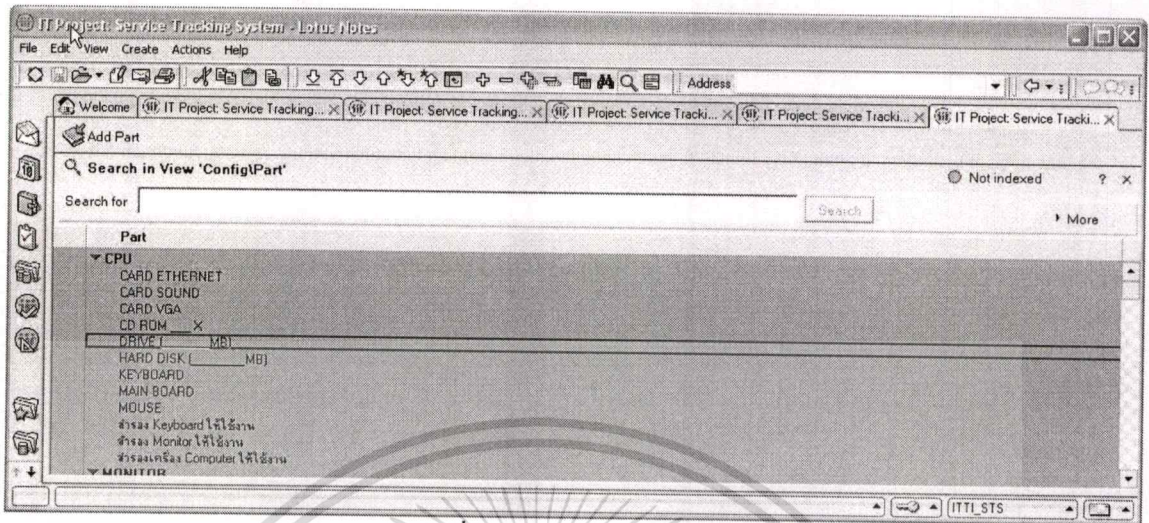 IT Project: Service Tracking System - Lotus Notes
File Edit View Create Actions Help
Address
Welcome IT Project: Service Tracking... IT Project: Service Tracking... IT Project: Service Tracki... IT Project: Service Tracki... IT Project: Service Tracki...
Add Part
Search in View 'Config\Part'
Not indexed ? ×
Search for
Search
More
Part
CPU
CARD ETHERNET
CARD SOUND
CARD VGA
CD ROM ___X
DRIVE [______MB]
HARD DISK [______MB]
KEYBOARD
MAIN BOARD
MOUSE
สำรอง Keyboard ให้ใช้งาน
สำรอง Monitor ให้ใช้งาน
สำรองเครื่อง Computer ให้ใช้งาน
MONITOR
ITTI_STS